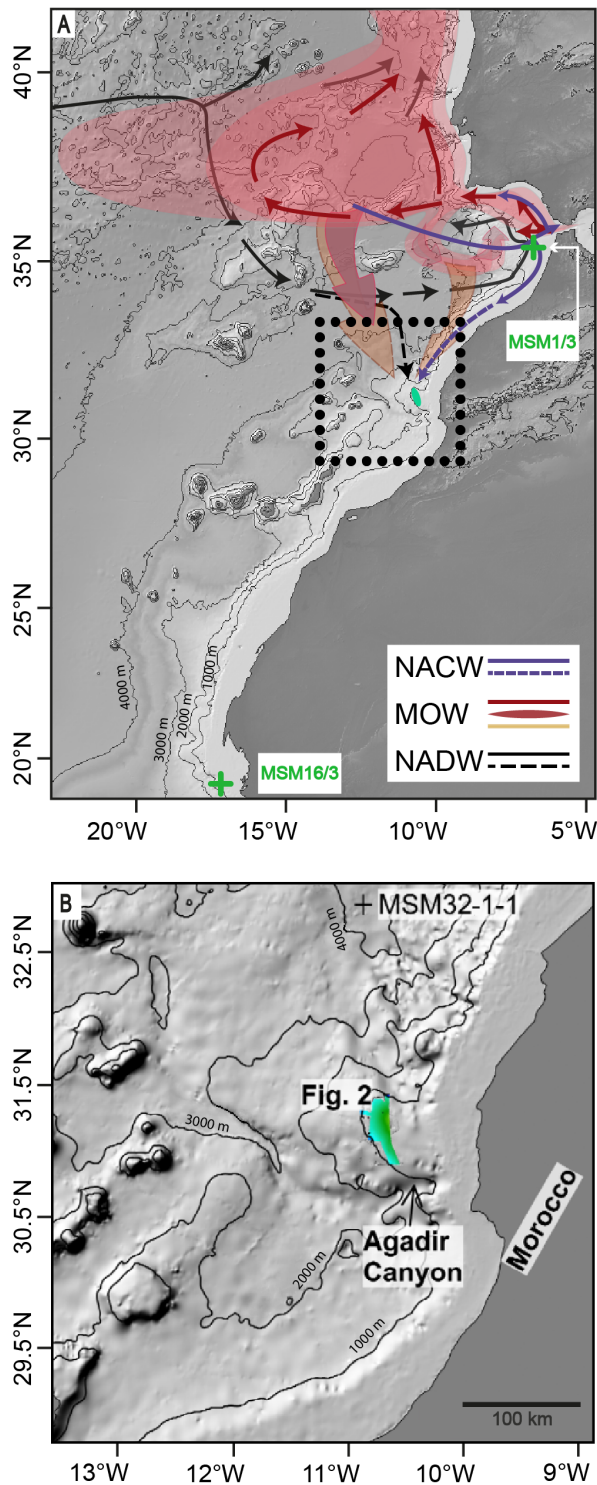 A
40°N
35°N
30°N
25°N
20°N
MSM1/3
4000 m
3000 m
2000 m
1000 m
MSM16/3
NACW
MOW
NADW
20°W
15°W
10°W
5°W
B
32.5°N
31.5°N
30.5°N
29.5°N
4000 m
MSM32-1-1
Fig. 2
3000 m
Agadir
Canyon
Morocco
2000 m
1000 m
100 km
13°W
12°W
11°W
10°W
9°W